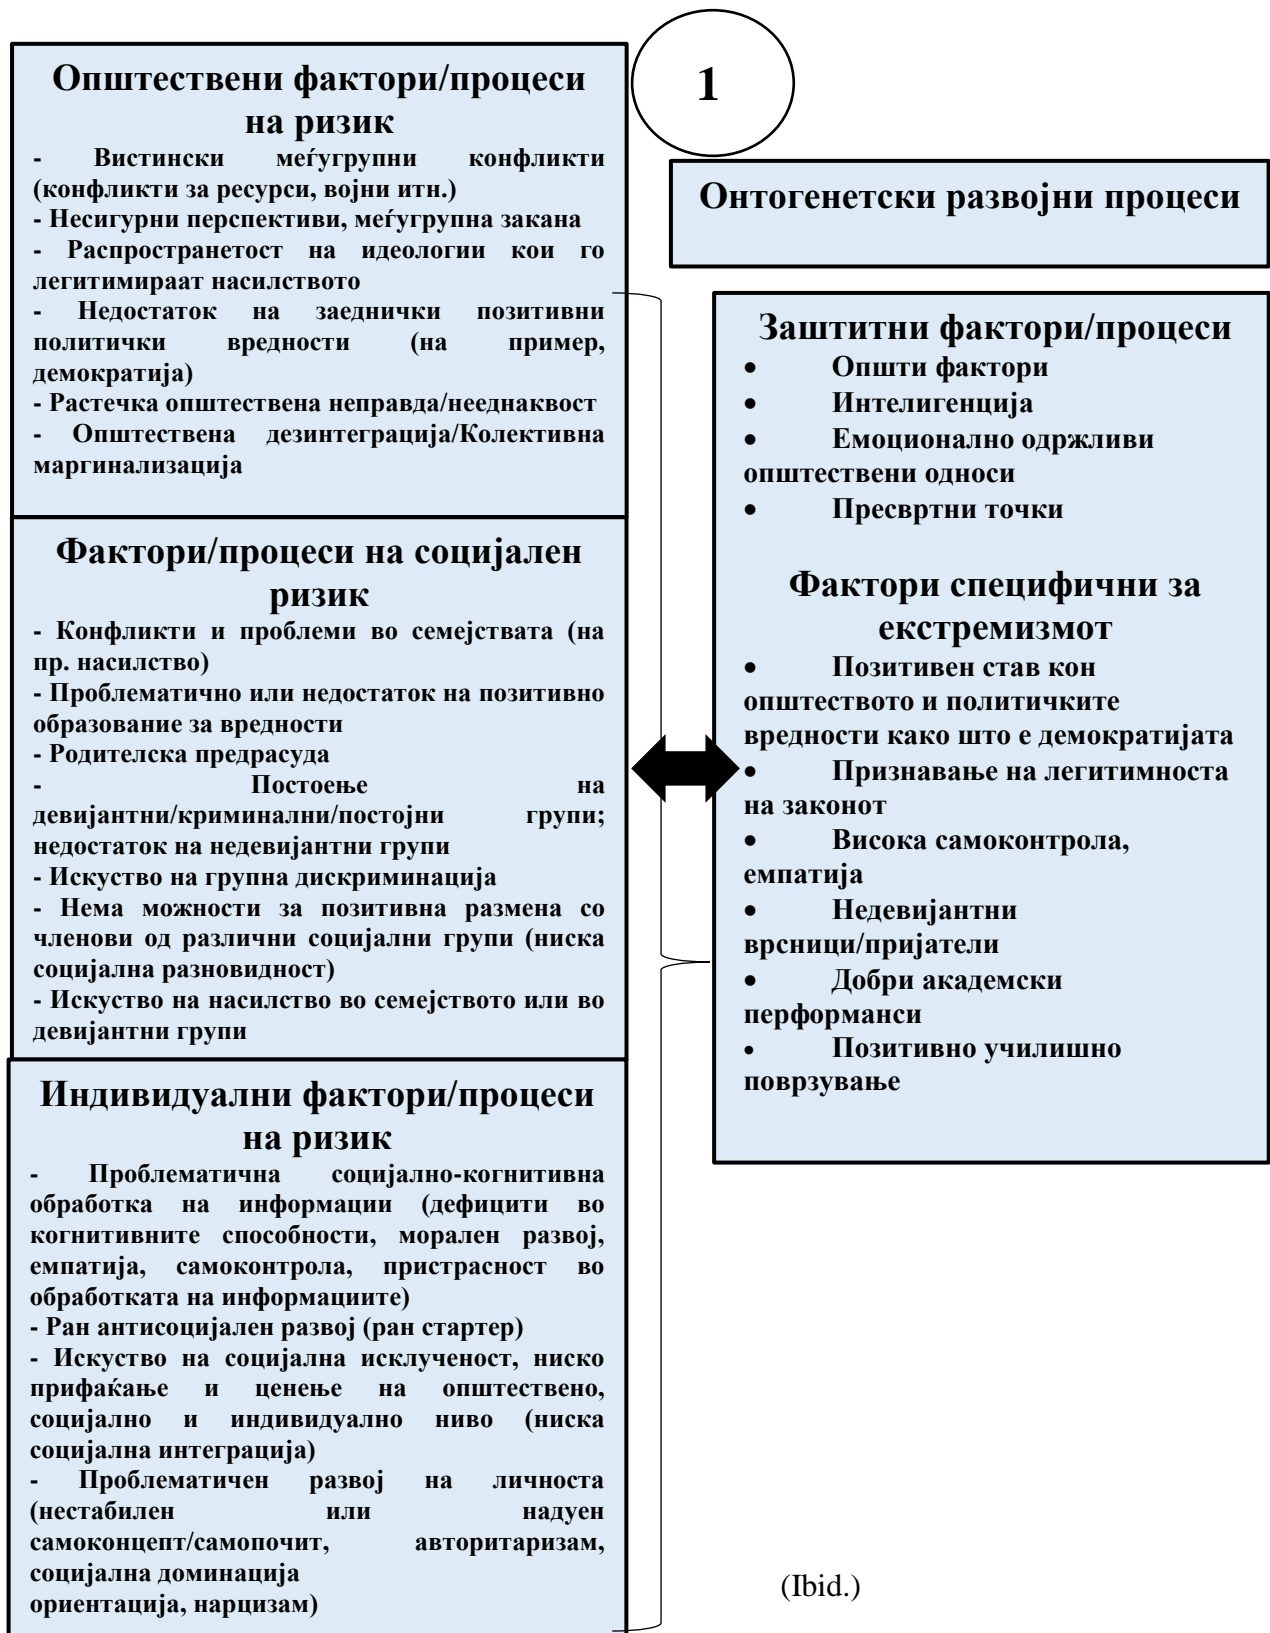 Општествени фактори/процеси
на ризик
- Вистински меѓугрупни конфликти
(конфликти за ресурси, војни итн.)
- Несигурни перспективи, меѓугрупна закана
- Распространетост на идеологии кои го
легитимираат насилството
- Недостаток на заеднички позитивни
политички вредности (на пример,
демократија)
- Растечка општествена неправда/нееднаквост
- Општествена дезинтеграција/Колективна
маргинализација
Фактори/процеси на социјален
ризик
- Конфликти и проблеми во семејствата (на
пр. насилство)
- Проблематично или недостаток на позитивно
образование за вредности
- Родителска предрасуда
- Постоење на
девијантни/криминални/постојни групи;
недостаток на недевијантни групи
- Искуство на групна дискриминација
- Нема можности за позитивна размена со
членови од различни социјални групи (ниска
социјална разновидност)
- Искуство на насилство во семејството или во
девијантни групи
Индивидуални фактори/процеси
на ризик
- Проблематична социјално-когнитивна
обработка на информации (дефицити во
когнитивните способности, морален развој,
емпатија, самоконтрола, пристрасност во
обработката на информациите)
- Ран антисоцијален развој (ран стартер)
- Искуство на социјална исклученост, ниско
прифаќање и ценење на општествено,
социјално и индивидуално ниво (ниска
социјална интеграција)
- Проблематичен развој на личноста
(нестабилен или надуен
самоконцепт/самопочит, авторитаризам,
социјална доминација
ориентација, нарцизам)
1
Онтогенетски развојни процеси
Заштитни фактори/процеси
• Општи фактори
• Интелигенција
• Емоционално одржливи
општествени односи
• Пресвртни точки
Фактори специфични за
екстремизмот
• Позитивен став кон
општеството и политичките
вредности како што е демократијата
• Признавање на легитимноста
на законот
• Висока самоконтрола,
емпатија
• Недевијантни
врсници/пријатели
• Добри академски
перформанси
• Позитивно училишно
поврзување
(Ibid.)